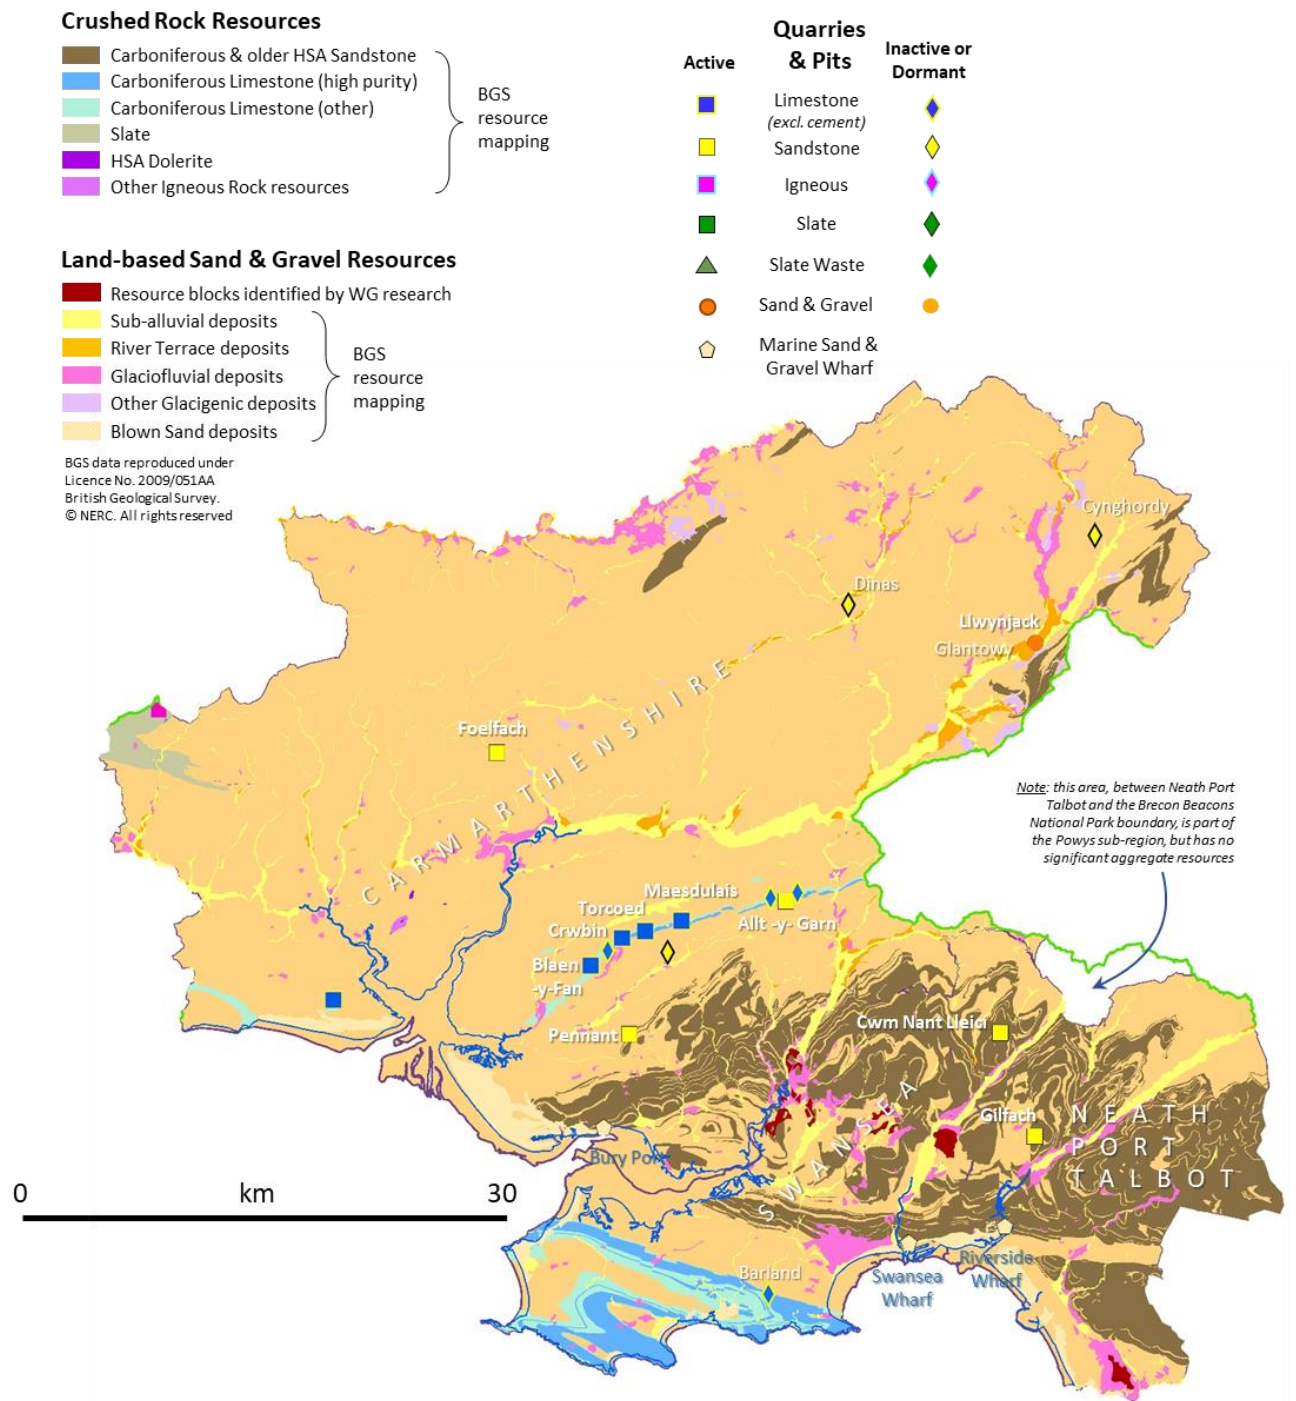 Crushed Rock Resources
Carboniferous & older HSA Sandstone
Carboniferous Limestone (high purity)
Carboniferous Limestone (other)
Slate
HSA Dolerite
Other Igneous Rock resources
BGS
resource
mapping
Land-based Sand & Gravel Resources
Resource blocks identified by WG research
Sub-alluvial deposits
River Terrace deposits
Glaciofluvial deposits
Other Glacigenic deposits
Blown Sand deposits
BGS
resource
mapping
BGS data reproduced under
Licence No. 2009/051AA
British Geological Survey.
© NERC. All rights reserved
Quarries
& Pits
Active
Inactive or
Dormant
Limestone
(excl. cement)
Sandstone
Igneous
Slate
Slate Waste
Sand & Gravel
Marine Sand &
Gravel Wharf
Cynghordy
Dinas
Llwynjack
Glantowy
Foelfach
CARMARTHENSHIRE
Note: this area, between Neath Port
Talbot and the Brecon Beacons
National Park boundary, is part of
the Powys sub-region, but has no
significant aggregate resources
Maesdulais
Torcoed
Crwbin
Allt -y- Garn
Blaen
-y-Fan
Pennant
Cwm Nant Lleici
Gilfach
NEATH
PORT
TALBOT
SWANSEA
Bury Port
0 km 30
Barland
Swansea
Wharf
Riverside
Wharf